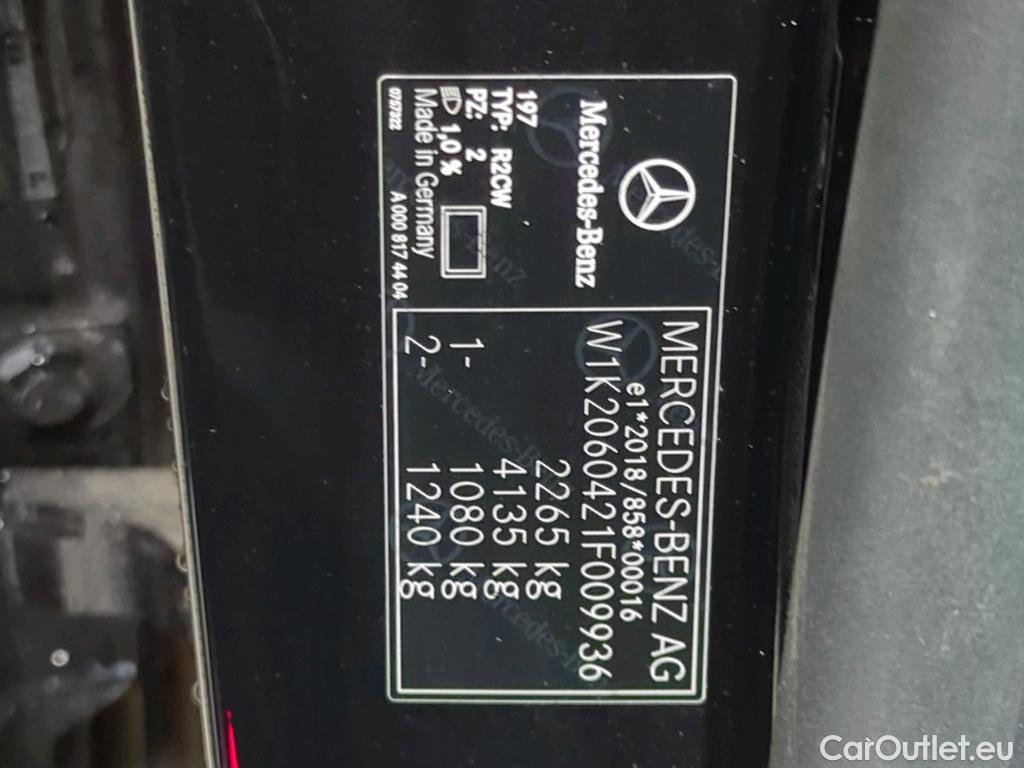 Mercedes-Benz
197
TYP: R2CW
PZ: 2
1,0 %
Made in Germany
0757322
A 000 817 44 04
MERCEDES-BENZ AG
e1*2018/858*00016
W1K2060421F009936
2265 kg
4135 kg
1- 1080 kg
2- 1240 kg
CarOutlet.eu